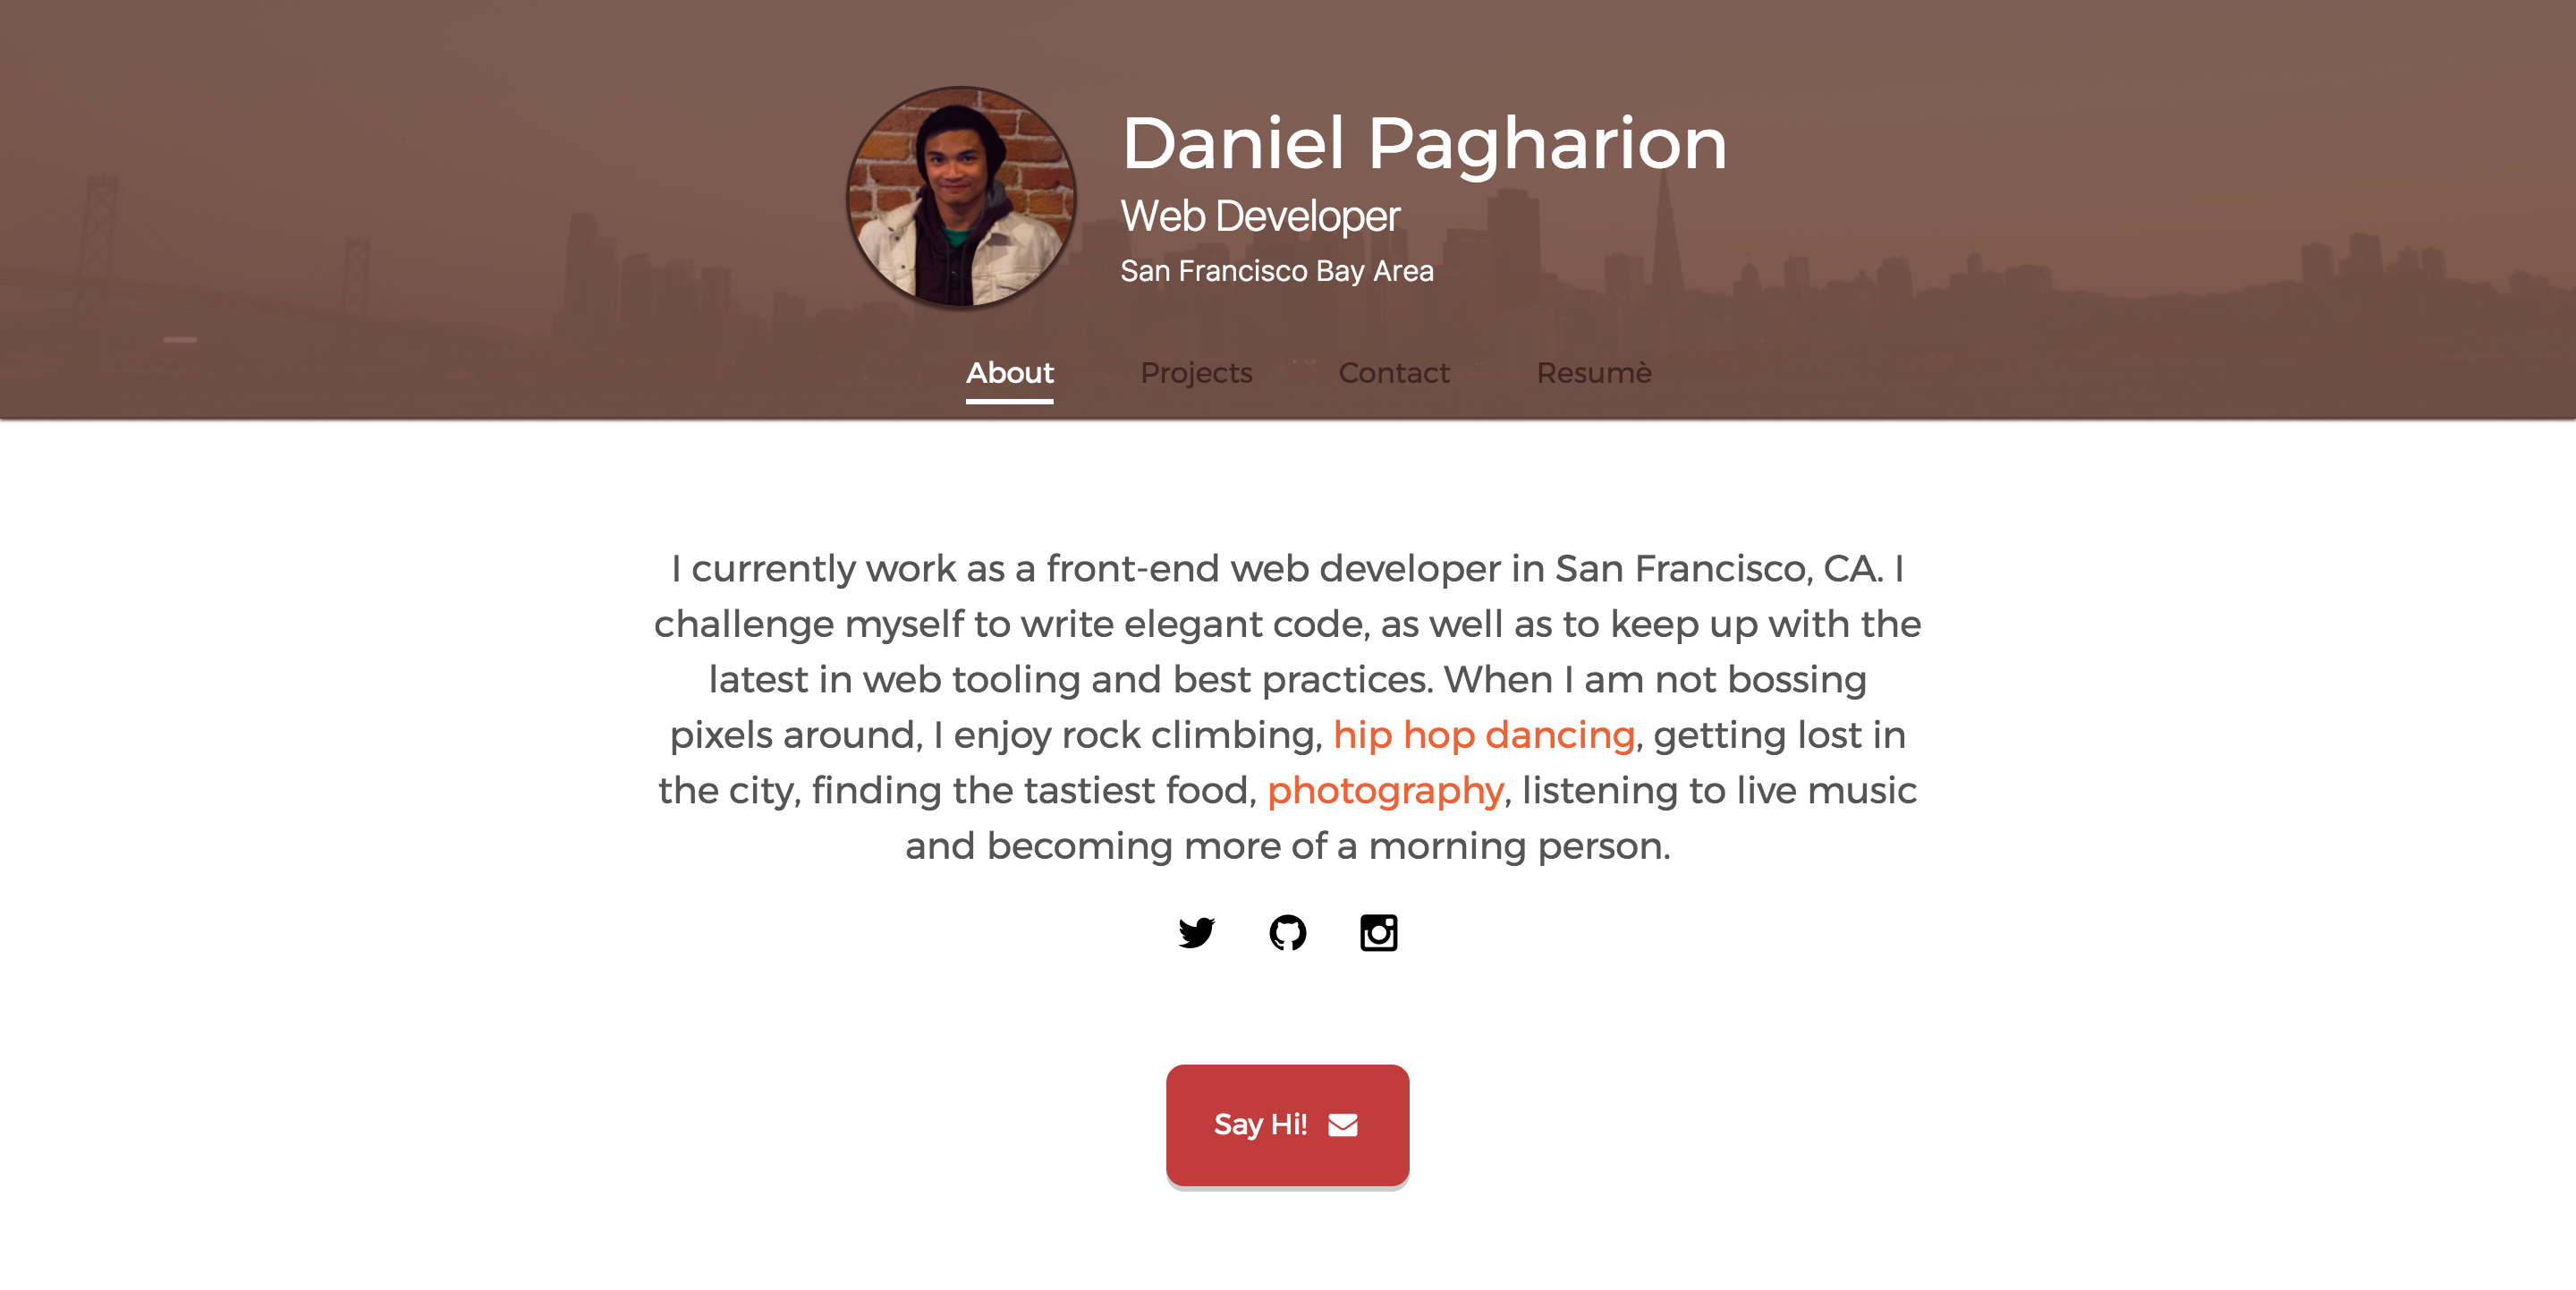 Daniel Pagharion
Web Developer
San Francisco Bay Area
About Projects Contact Resumè
I currently work as a front-end web developer in San Francisco, CA. I
challenge myself to write elegant code, as well as to keep up with the
latest in web tooling and best practices. When I am not bossing
pixels around, I enjoy rock climbing, hip hop dancing, getting lost in
the city, finding the tastiest food, photography, listening to live music
and becoming more of a morning person.
Say Hi!